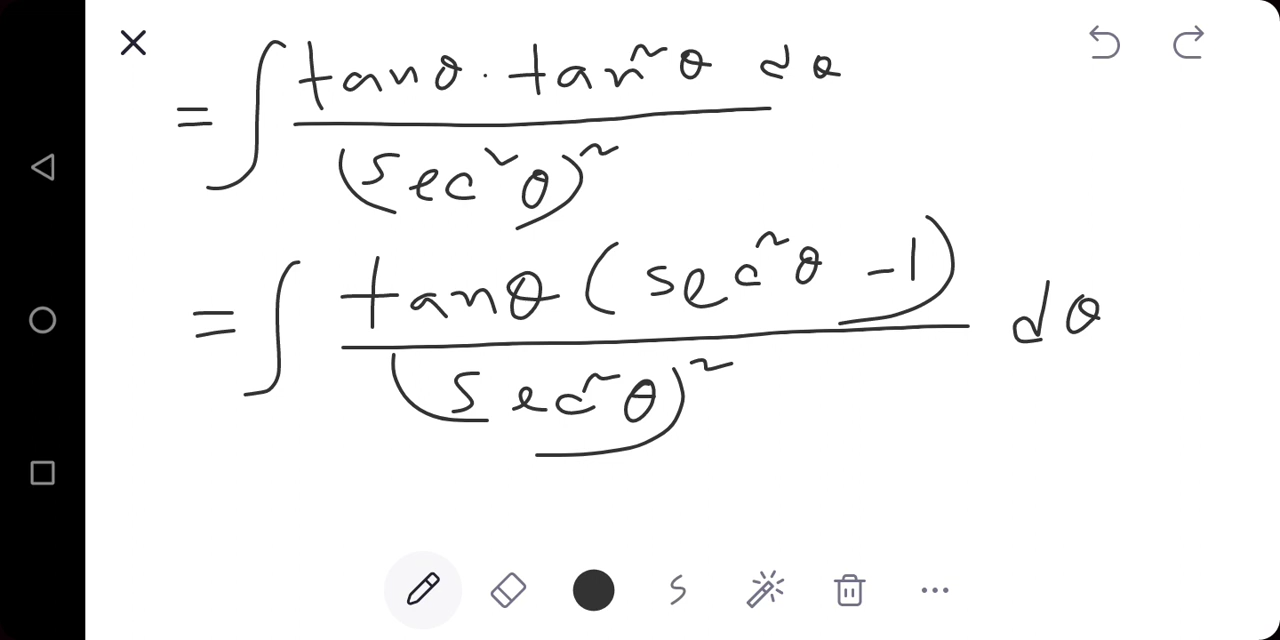 = ∫ tanθ · tan²θ dθ / (sec²θ)²
= ∫ tanθ (sec²θ - 1) / (sec²θ)² dθ